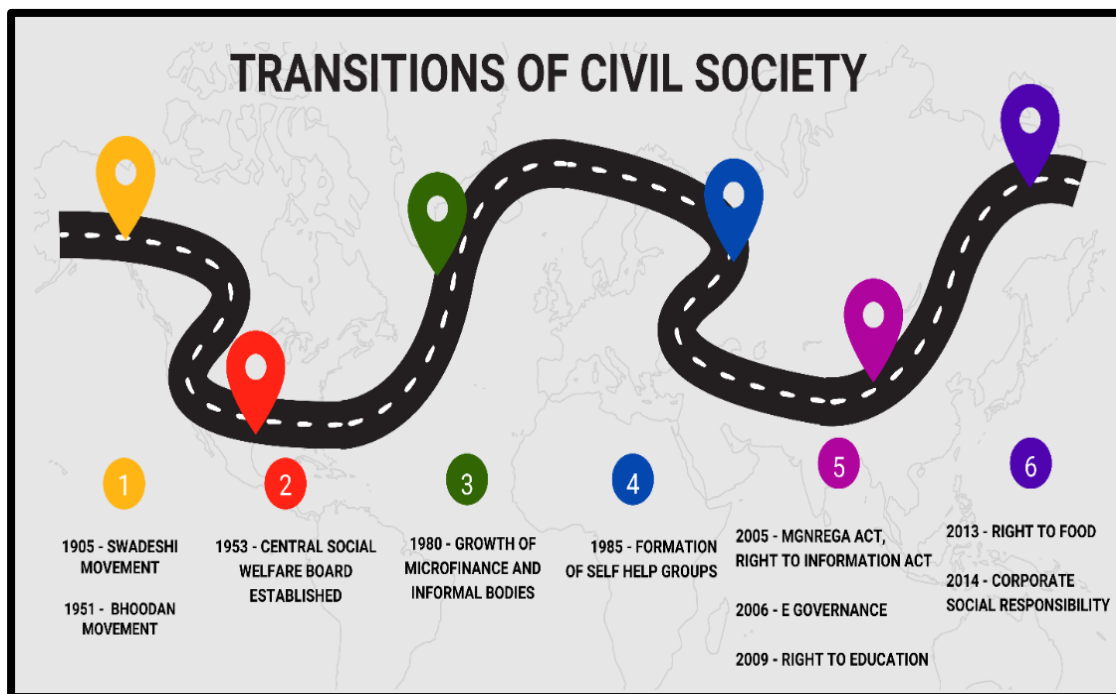 TRANSITIONS OF CIVIL SOCIETY
1
1905 - SWADESHI
MOVEMENT
1951 - BHOODAN
MOVEMENT
2
1953 - CENTRAL SOCIAL
WELFARE BOARD
ESTABLISHED
3
1980 - GROWTH OF
MICROFINANCE AND
INFORMAL BODIES
4
1985 - FORMATION
OF SELF HELP GROUPS
5
2005 - MGNREGA ACT,
RIGHT TO INFORMATION ACT
2006 - E GOVERNANCE
2009 - RIGHT TO EDUCATION
6
2013 - RIGHT TO FOOD
2014 - CORPORATE
SOCIAL RESPONSIBILITY